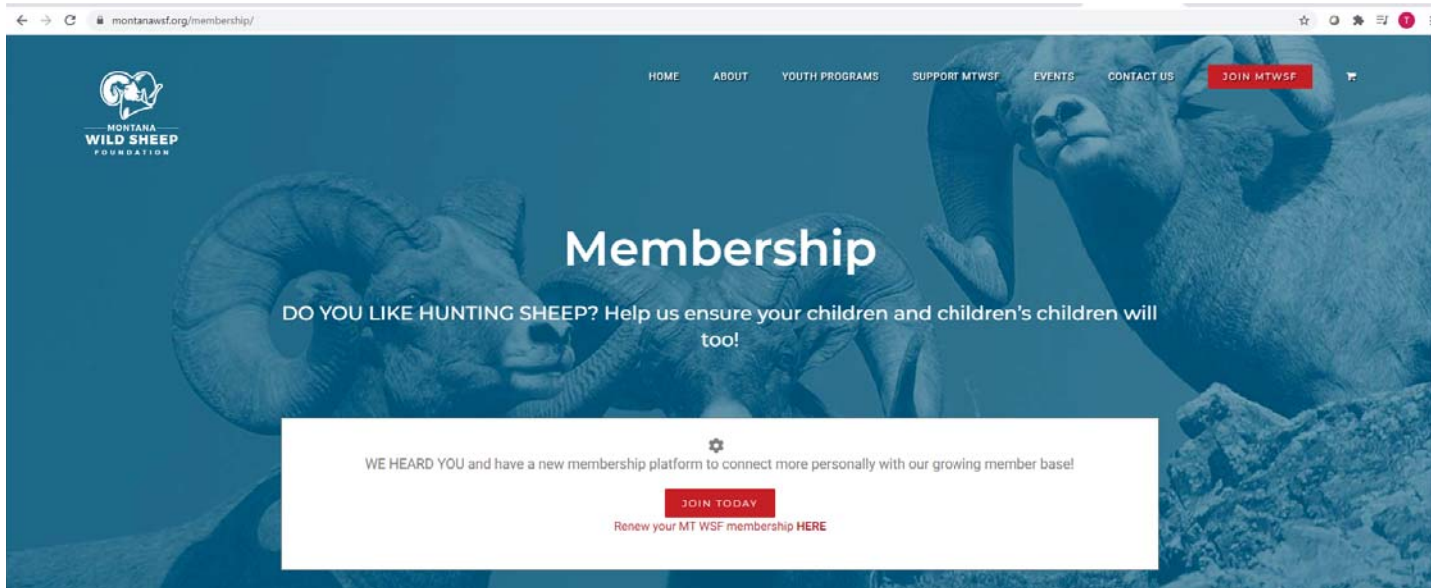 montanawsf.org/membership/
T
HOME ABOUT YOUTH PROGRAMS SUPPORT MTWSF EVENTS CONTACT US JOIN MTWSF
MONTANA
WILD SHEEP
FOUNDATION
Membership
DO YOU LIKE HUNTING SHEEP? Help us ensure your children and children’s children will
too!
WE HEARD YOU and have a new membership platform to connect more personally with our growing member base!
JOIN TODAY
Renew your MT WSF membership HERE